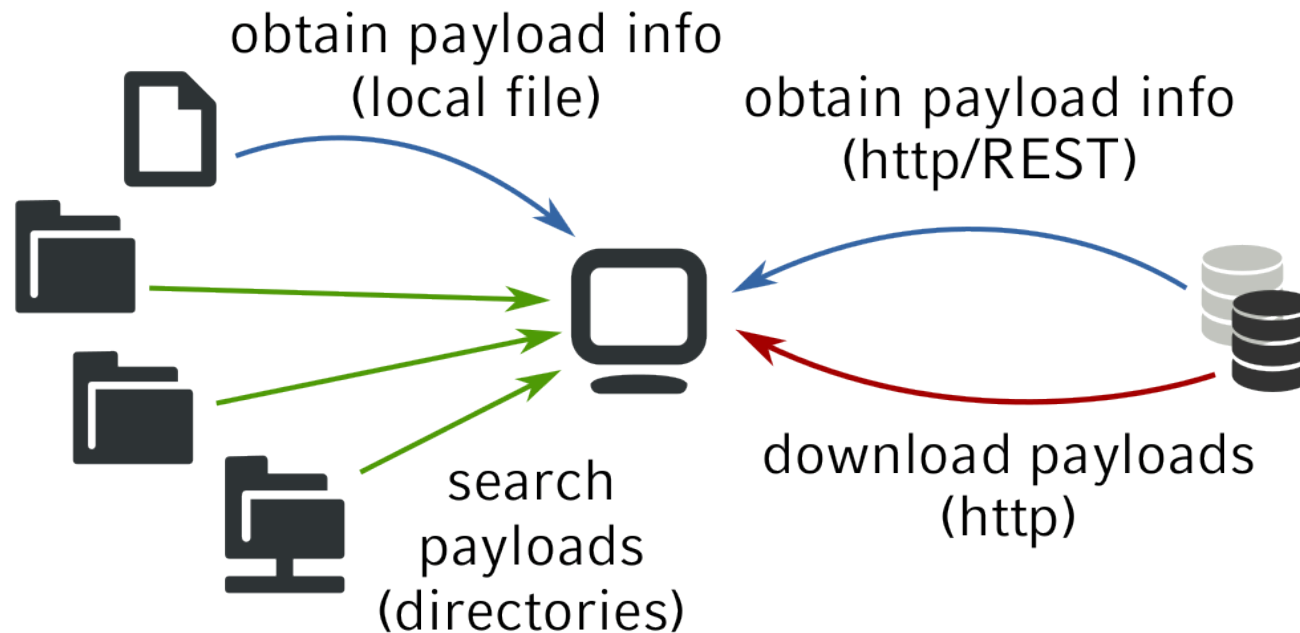 obtain payload info
(local file)
obtain payload info
(http/REST)
search
payloads
(directories)
download payloads
(http)